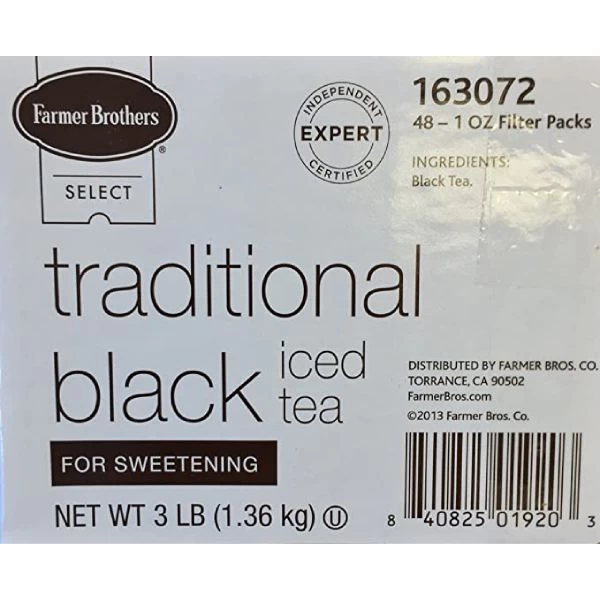 Farmer Brothers
®
SELECT
INDEPENDENT
EXPERT
CERTIFIED
163072
48 – 1 OZ Filter Packs
INGREDIENTS:
Black Tea.
traditional
black iced tea
FOR SWEETENING
NET WT 3 LB (1.36 kg) Ⓤ
DISTRIBUTED BY FARMER BROS. CO.
TORRANCE, CA 90502
FarmerBros.com
©2013 Farmer Bros. Co.
8 40825 01920 3